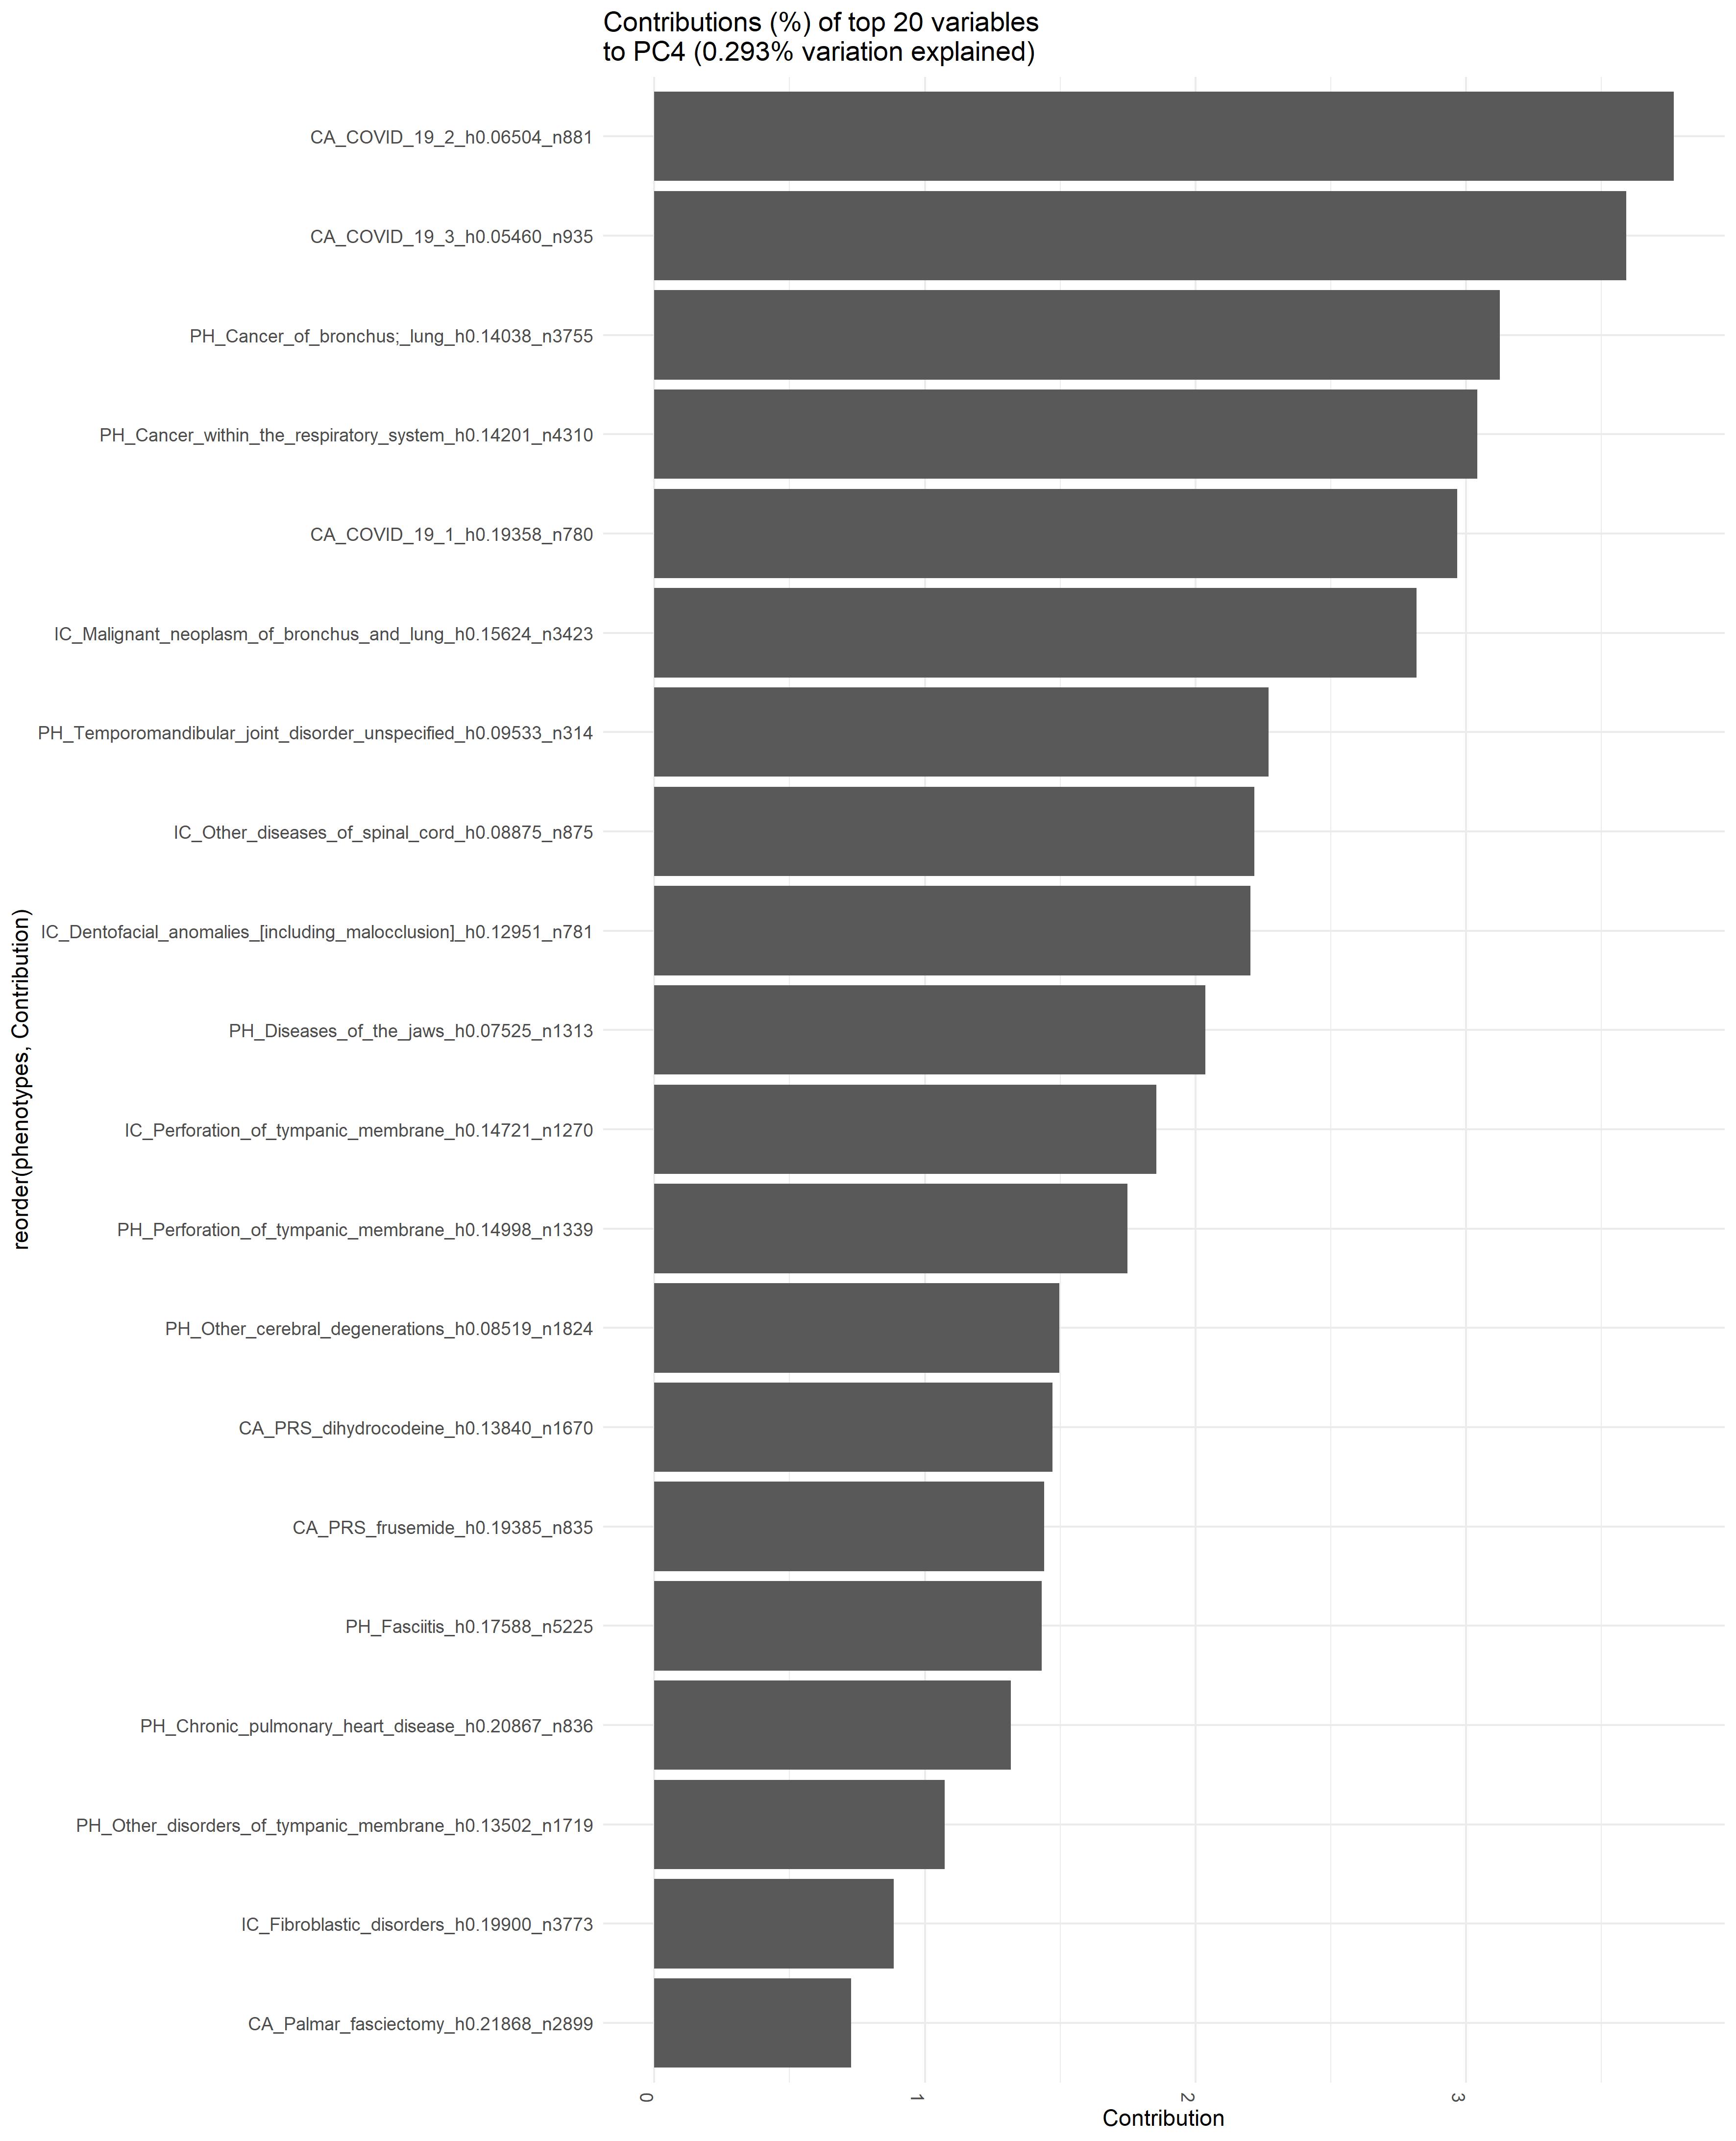 Contributions (%) of top 20 variables
to PC4 (0.293% variation explained)
CA_COVID_19_2_h0.06504_n881
CA_COVID_19_3_h0.05460_n935
PH_Cancer_of_bronchus;_lung_h0.14038_n3755
PH_Cancer_within_the_respiratory_system_h0.14201_n4310
CA_COVID_19_1_h0.19358_n780
IC_Malignant_neoplasm_of_bronchus_and_lung_h0.15624_n3423
PH_Temporomandibular_joint_disorder_unspecified_h0.09533_n314
IC_Other_diseases_of_spinal_cord_h0.08875_n875
IC_Dentofacial_anomalies_[including_malocclusion]_h0.12951_n781
PH_Diseases_of_the_jaws_h0.07525_n1313
IC_Perforation_of_tympanic_membrane_h0.14721_n1270
PH_Perforation_of_tympanic_membrane_h0.14998_n1339
PH_Other_cerebral_degenerations_h0.08519_n1824
CA_PRS_dihydrocodeine_h0.13840_n1670
CA_PRS_frusemide_h0.19385_n835
PH_Fasciitis_h0.17588_n5225
PH_Chronic_pulmonary_heart_disease_h0.20867_n836
PH_Other_disorders_of_tympanic_membrane_h0.13502_n1719
IC_Fibroblastic_disorders_h0.19900_n3773
CA_Palmar_fasciectomy_h0.21868_n2899
reorder(phenotypes, Contribution)
0 1 2 3
Contribution